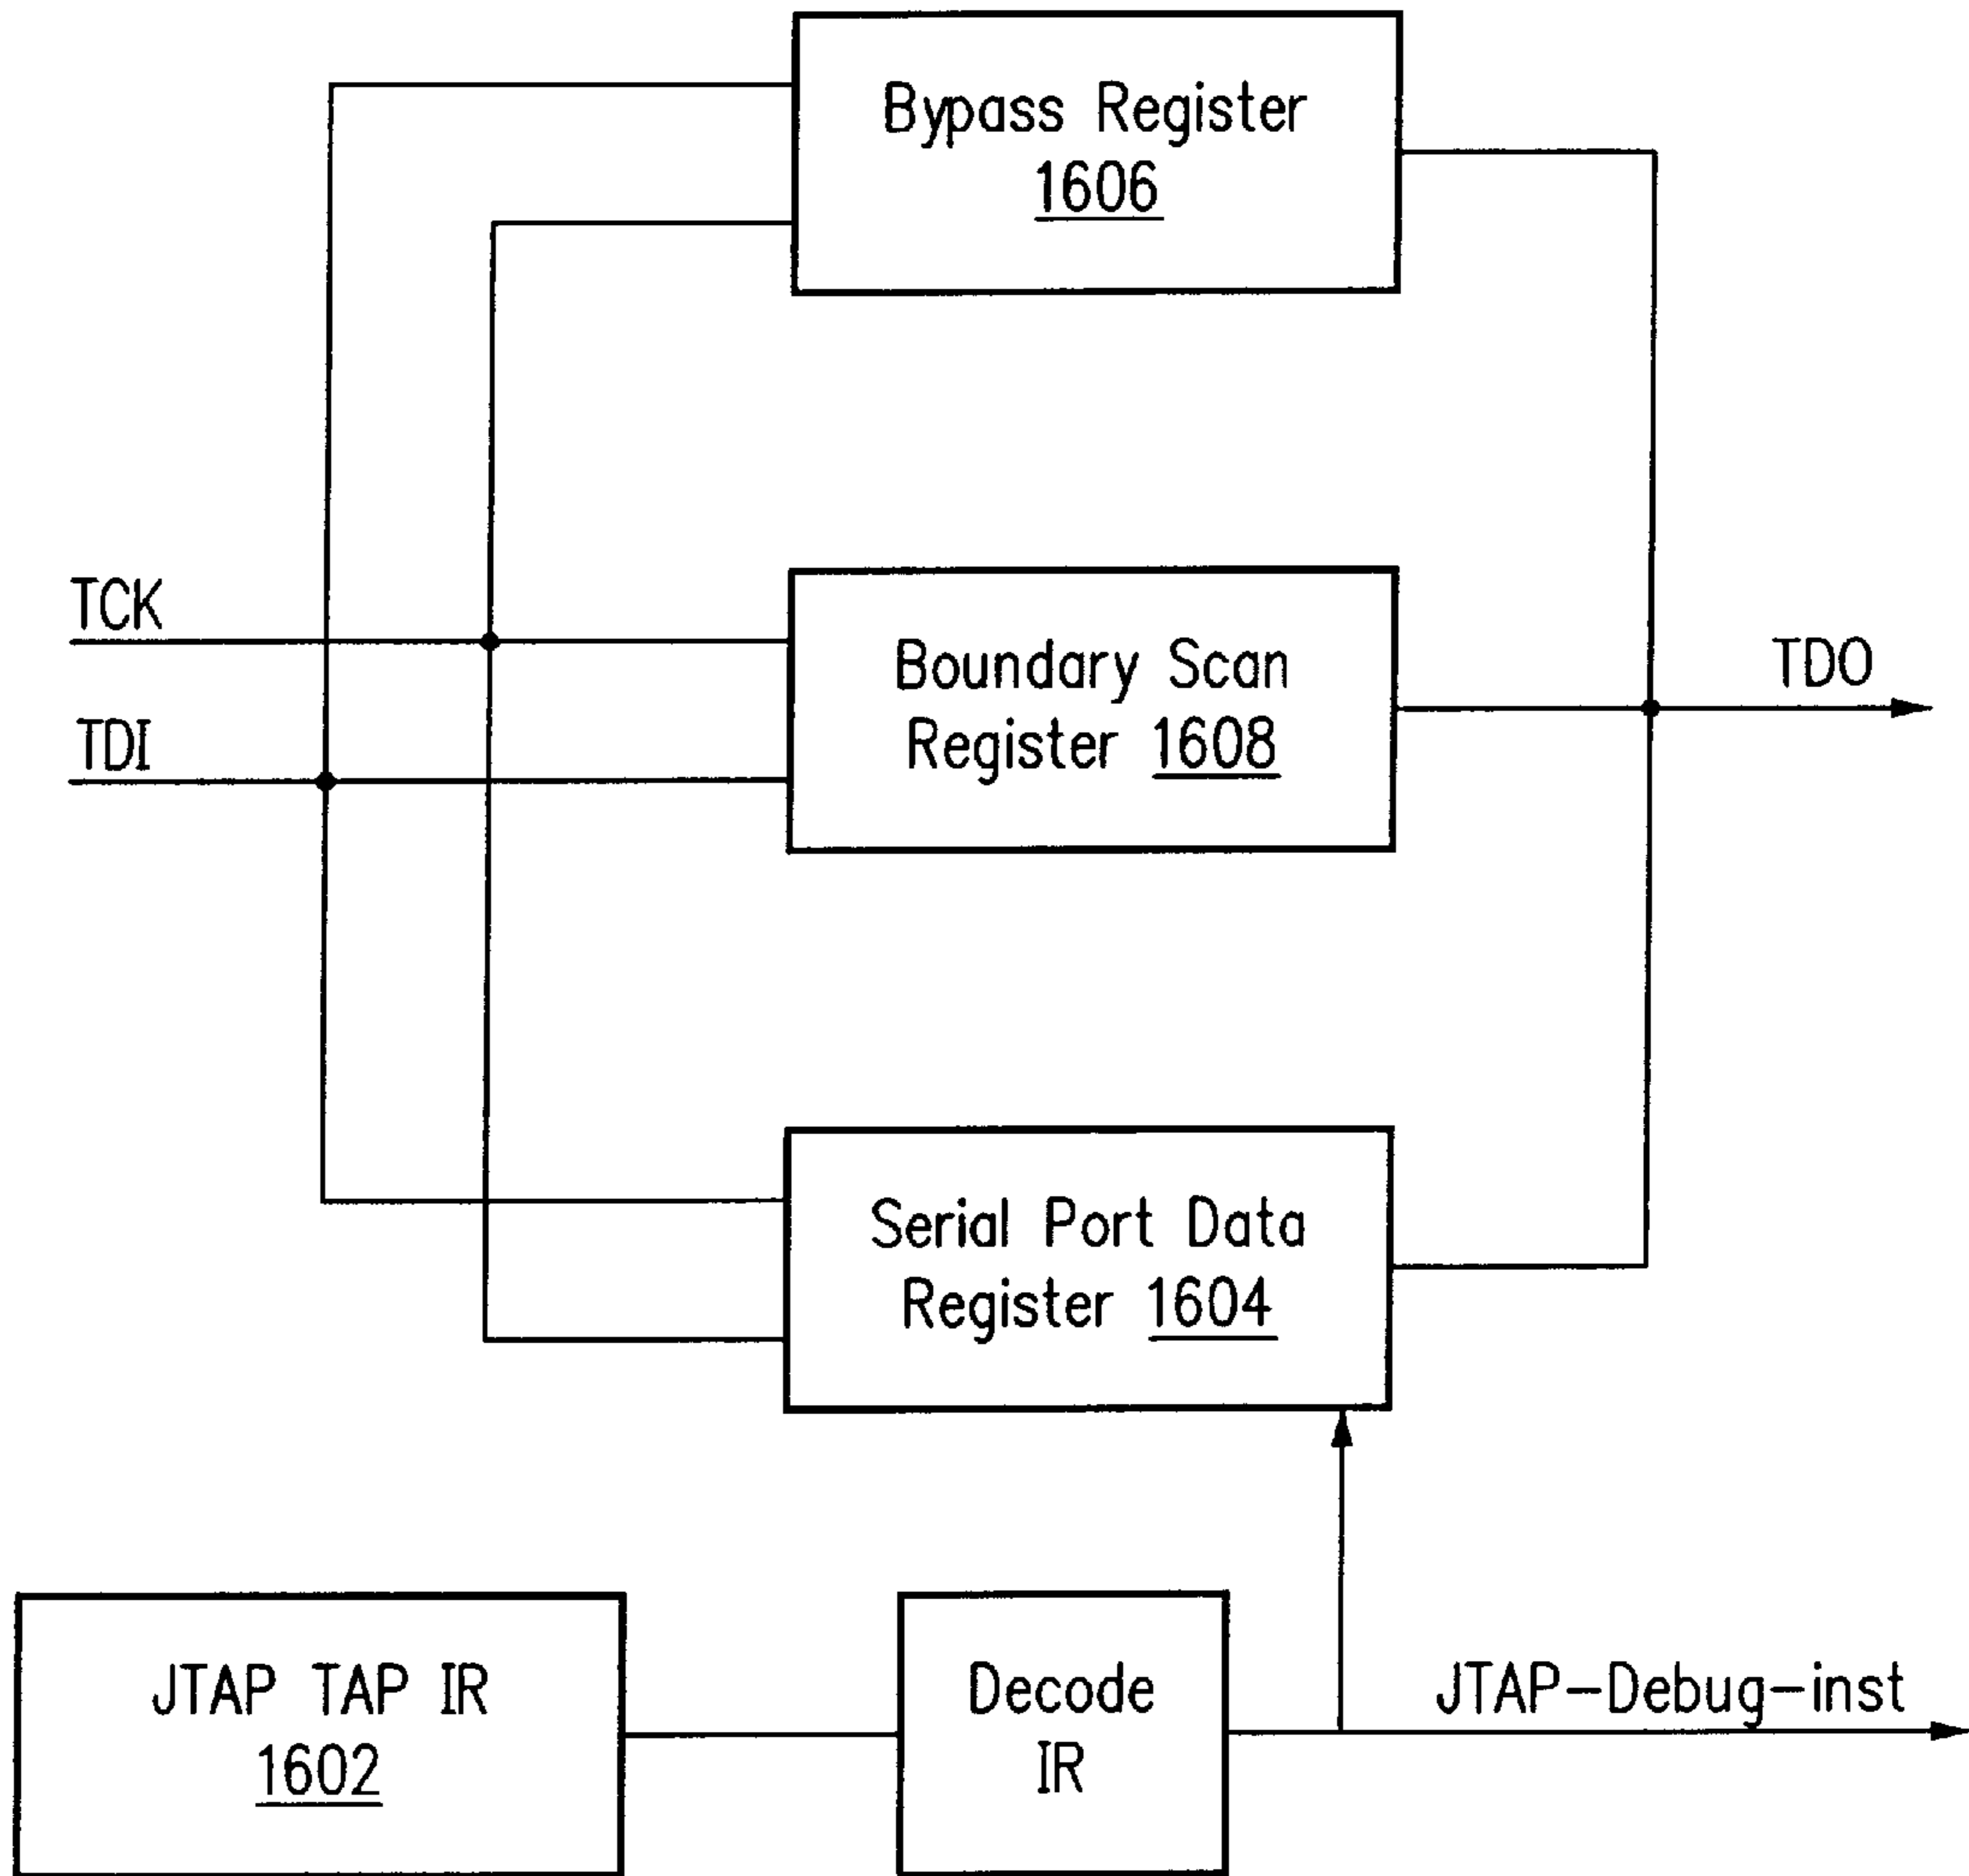 Bypass Register
1606
TCK
TDI
Boundary Scan
Register 1608
TDO
Serial Port Data
Register 1604
JTAP TAP IR
1602
Decode
IR
JTAP-Debug-inst